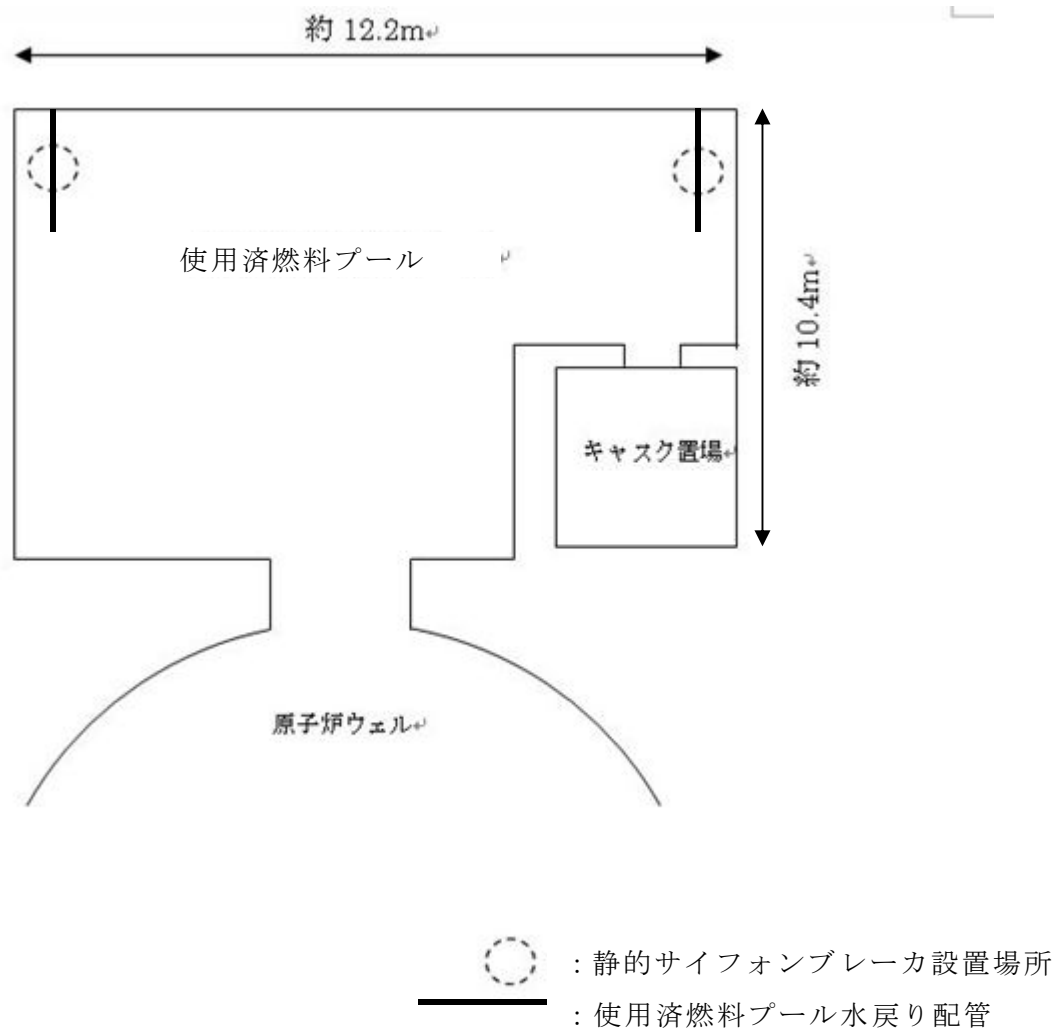 約 12.2m↵
使用済燃料プール ↵
約 10.4m↵
キャスク置場↵
原子炉ウェル↵
：静的サイフォンブレーカ設置場所
：使用済燃料プール水戻り配管